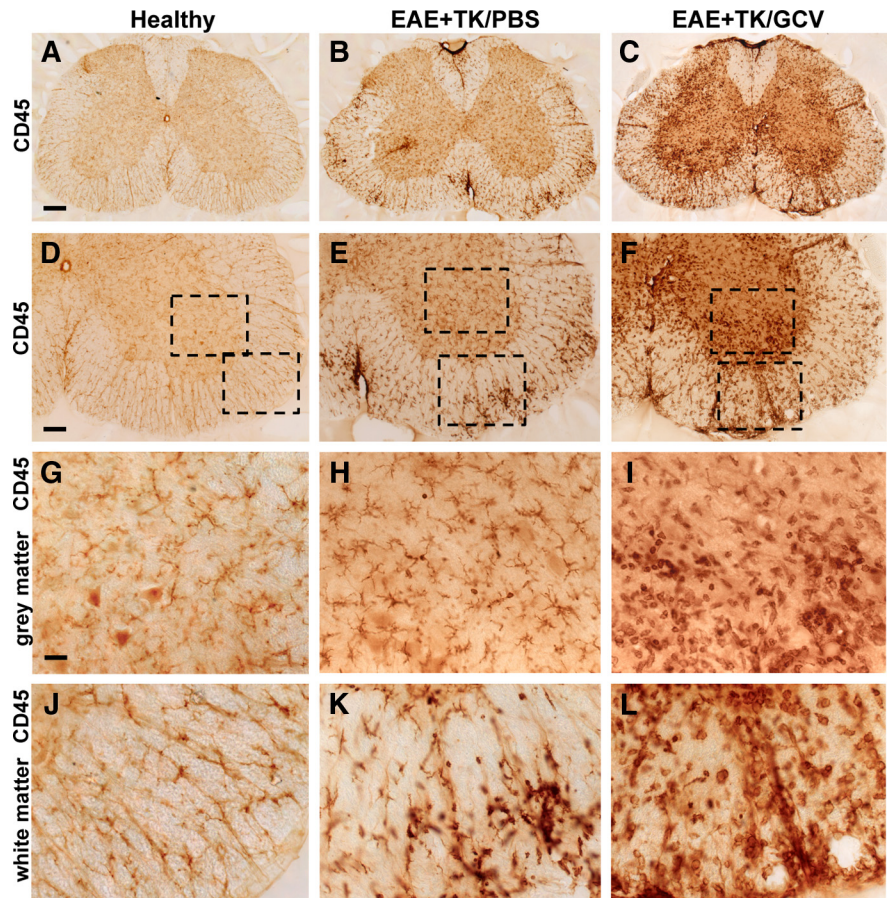 Healthy EAE+TK/PBS EAE+TK/GCV
CD45 A B C
CD45 D E F
grey matter CD45 G H I
white matter CD45 J K L